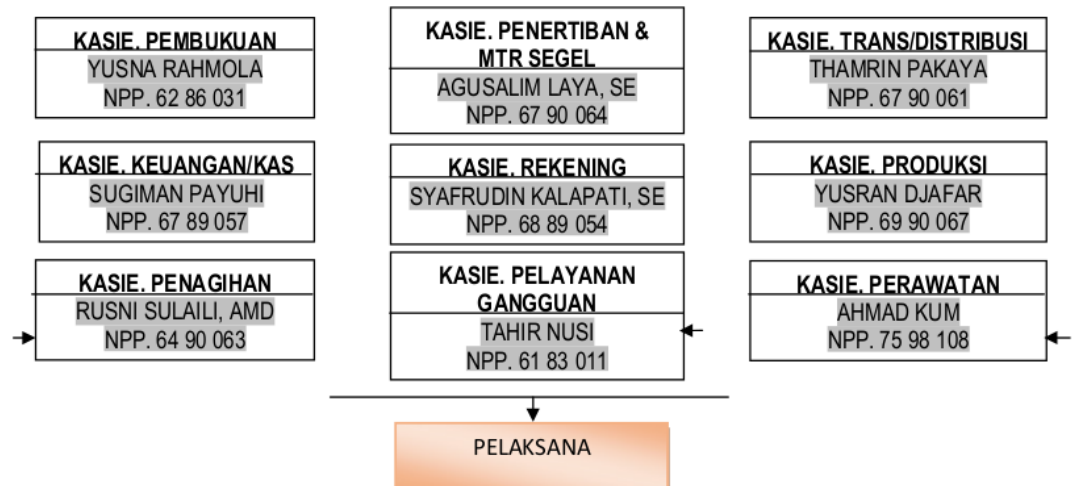 KASIE. PEMBUKUAN
YUSNA RAHMOLA
NPP. 62 86 031
KASIE. PENERTIBAN &
MTR SEGEL
AGUSALIM LAYA, SE
NPP. 67 90 064
KASIE. TRANS/DISTRIBUSI
THAMRIN PAKAYA
NPP. 67 90 061
KASIE. KEUANGAN/KAS
SUGIMAN PAYUHI
NPP. 67 89 057
KASIE. REKENING
SYAFRUDIN KALAPATI, SE
NPP. 68 89 054
KASIE. PRODUKSI
YUSRAN DJAFAR
NPP. 69 90 067
KASIE. PENAGIHAN
RUSNI SULAILI, AMD
NPP. 64 90 063
KASIE. PELAYANAN
GANGGUAN
TAHIR NUSI
NPP. 61 83 011
KASIE. PERAWATAN
AHMAD KUM
NPP. 75 98 108
PELAKSANA